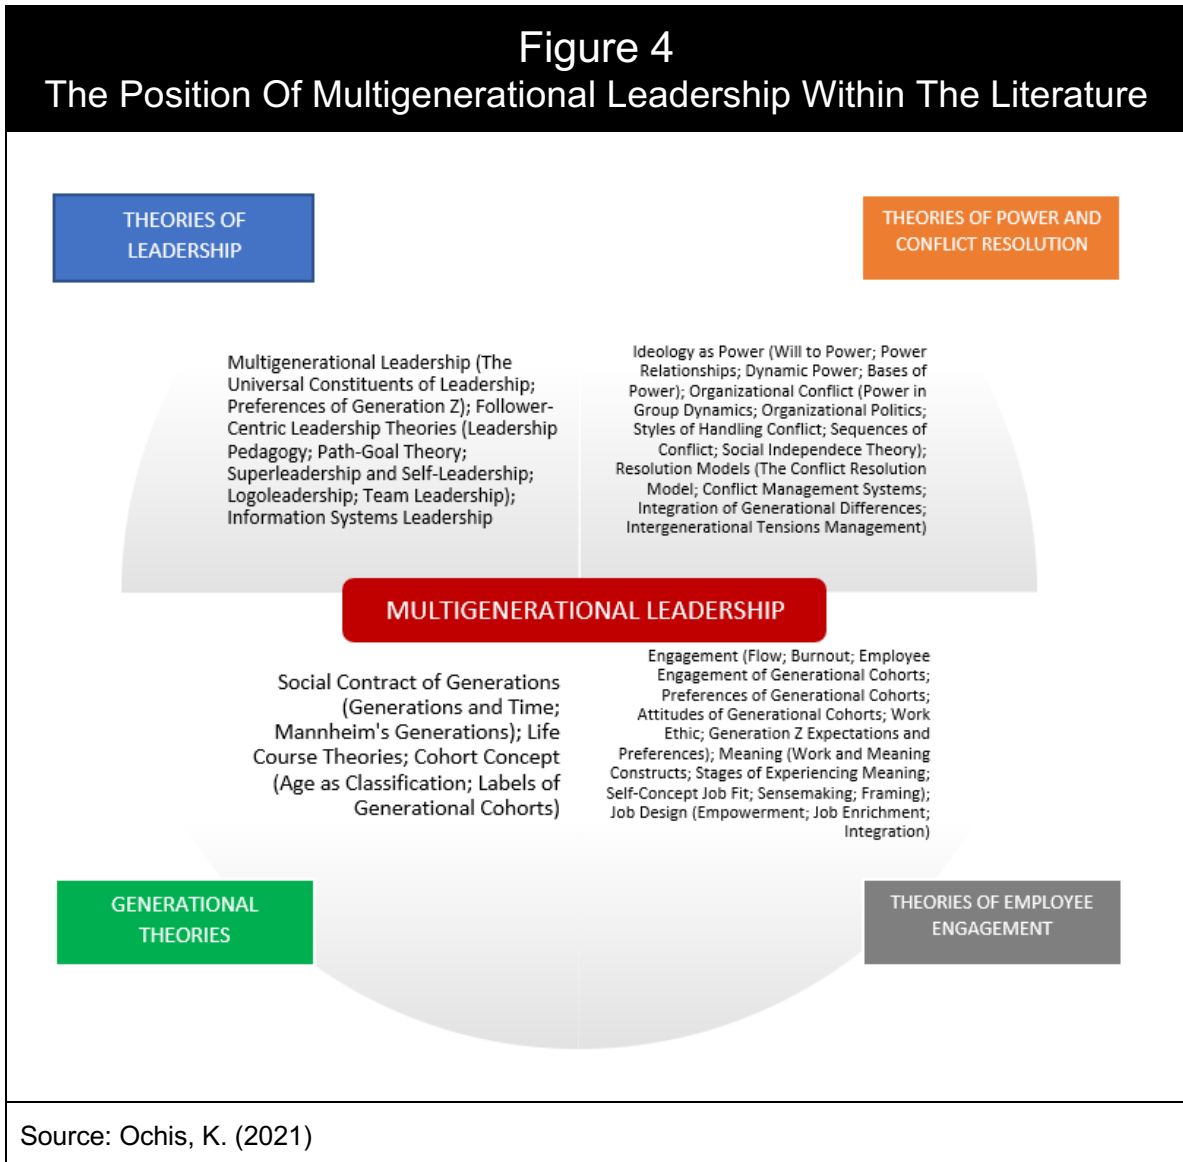 Figure 4
The Position Of Multigenerational Leadership Within The Literature
THEORIES OF
LEADERSHIP
THEORIES OF POWER AND
CONFLICT RESOLUTION
Multigenerational Leadership (The
Universal Constituents of Leadership;
Preferences of Generation Z); Follower-
Centric Leadership Theories (Leadership
Pedagogy; Path-Goal Theory;
Superleadership and Self-Leadership;
Logoleadership; Team Leadership);
Information Systems Leadership
Ideology as Power (Will to Power; Power
Relationships; Dynamic Power; Bases of
Power); Organizational Conflict (Power in
Group Dynamics; Organizational Politics;
Styles of Handling Conflict; Sequences of
Conflict; Social Independece Theory);
Resolution Models (The Conflict Resolution
Model; Conflict Management Systems;
Integration of Generational Differences;
Intergenerational Tensions Management)
MULTIGENERATIONAL LEADERSHIP
Social Contract of Generations
(Generations and Time;
Mannheim's Generations); Life
Course Theories; Cohort Concept
(Age as Classification; Labels of
Generational Cohorts)
Engagement (Flow; Burnout; Employee
Engagement of Generational Cohorts;
Preferences of Generational Cohorts;
Attitudes of Generational Cohorts; Work
Ethic; Generation Z Expectations and
Preferences); Meaning (Work and Meaning
Constructs; Stages of Experiencing Meaning;
Self-Concept Job Fit; Sensemaking; Framing);
Job Design (Empowerment; Job Enrichment;
Integration)
GENERATIONAL
THEORIES
THEORIES OF EMPLOYEE
ENGAGEMENT
Source: Ochis, K. (2021)